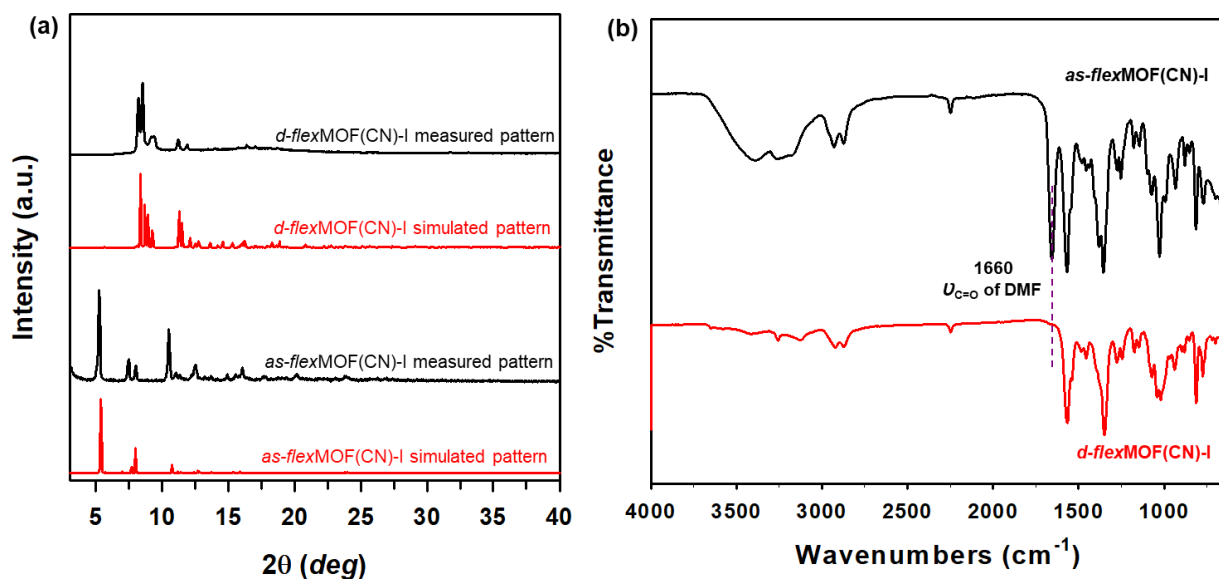 (a)
Intensity (a.u.)
d-flexMOF(CN)-I measured pattern
d-flexMOF(CN)-I simulated pattern
as-flexMOF(CN)-I measured pattern
as-flexMOF(CN)-I simulated pattern
5 10 15 20 25 30 35 40
2θ (deg)
(b)
%Transmittance
as-flexMOF(CN)-I
1660
υC=O of DMF
d-flexMOF(CN)-I
4000 3500 3000 2500 2000 1500 1000
Wavenumbers (cm⁻¹)